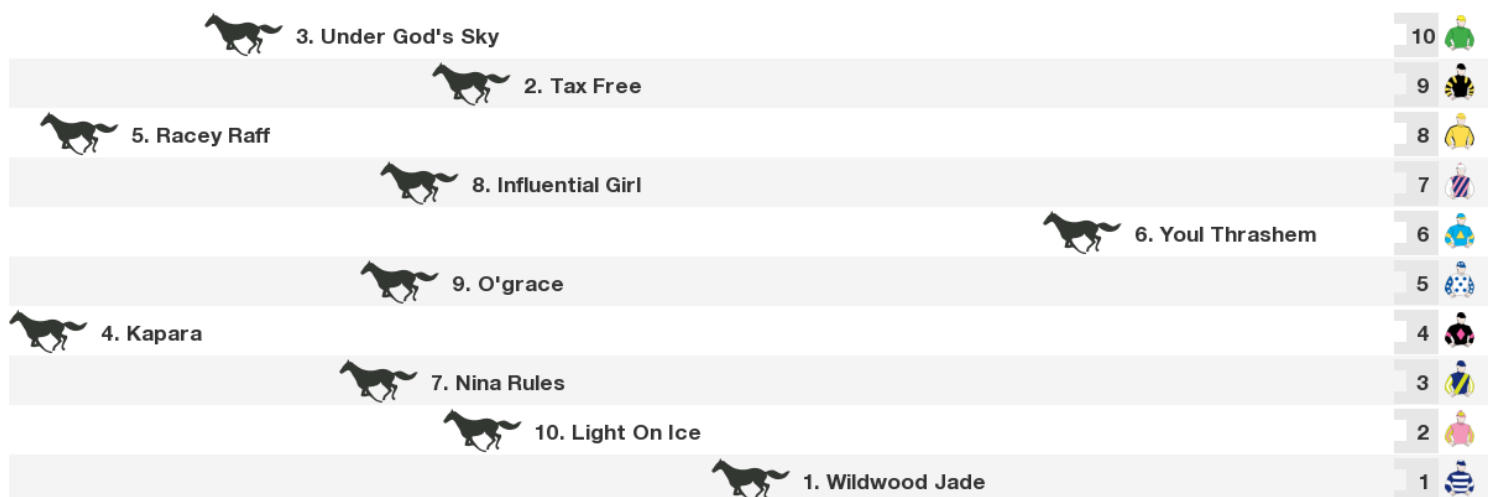 3. Under God's Sky 10
2. Tax Free 9
5. Racey Raff 8
8. Influential Girl 7
6. Youl Thrashem 6
9. O'grace 5
4. Kapara 4
7. Nina Rules 3
10. Light On Ice 2
1. Wildwood Jade 1